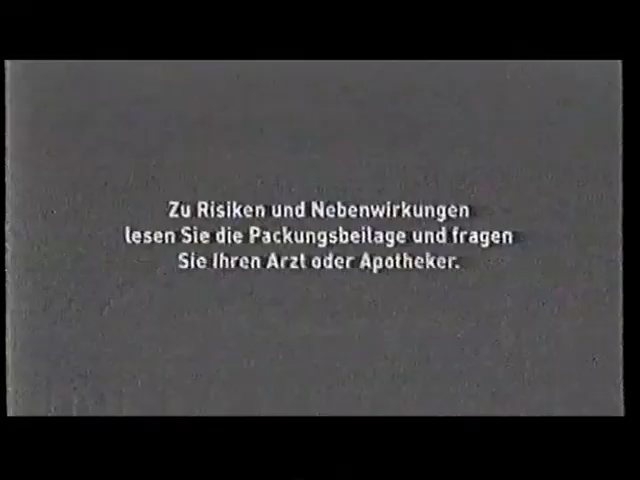 Zu Risiken und Nebenwirkungen
lesen Sie die Packungsbeilage und fragen
Sie Ihren Arzt oder Apotheker.